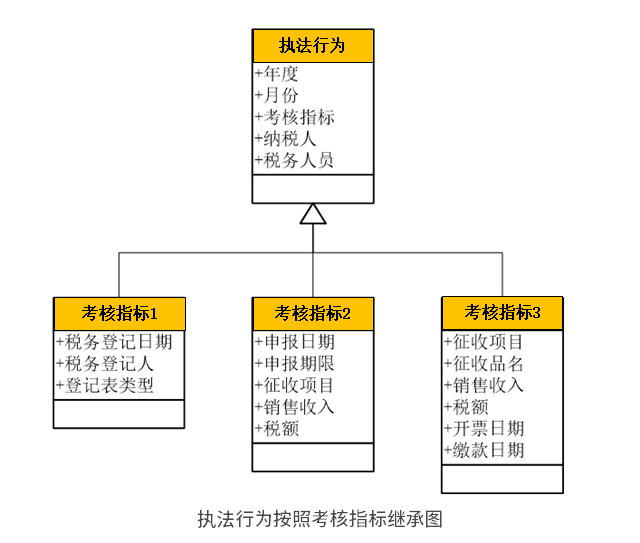 执法行为
+年度
+月份
+考核指标
+纳税人
+税务人员
考核指标1
+税务登记日期
+税务登记人
+登记表类型
考核指标2
+申报日期
+申报期限
+征收项目
+销售收入
+税额
考核指标3
+征收项目
+征收品名
+销售收入
+税额
+开票日期
+缴款日期
执法行为按照考核指标继承图